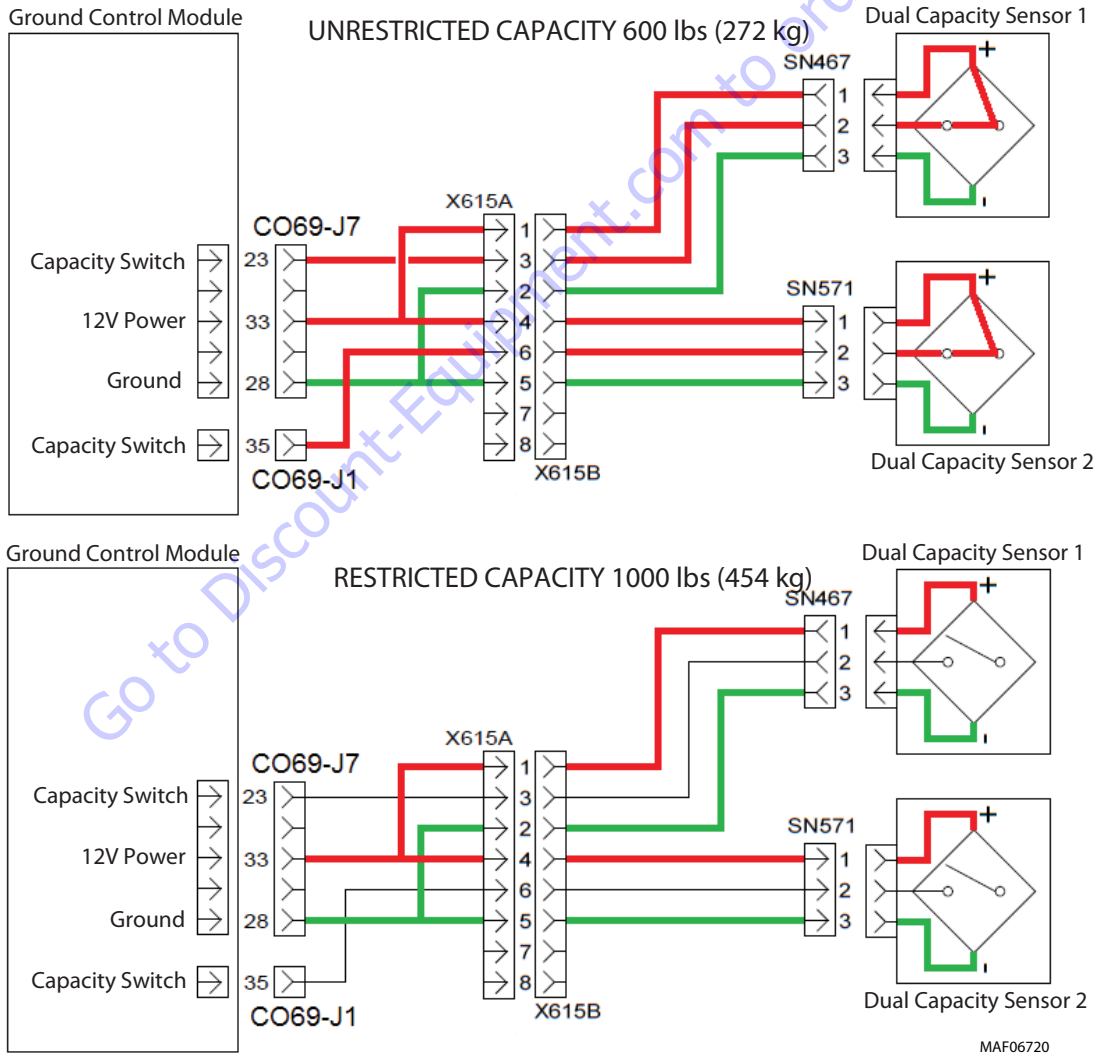 Ground Control Module
UNRESTRICTED CAPACITY 600 lbs (272 kg)
Dual Capacity Sensor 1
SN467
+
1
2
3
-
X615A
CO69-J7
1
3
2
4
6
5
7
8
X615B
Capacity Switch
23
12V Power
33
Ground
28
Capacity Switch
35
CO69-J1
SN571
1
2
3
+
-
Dual Capacity Sensor 2
Ground Control Module
RESTRICTED CAPACITY 1000 lbs (454 kg)
Dual Capacity Sensor 1
SN467
+
1
2
3
-
X615A
CO69-J7
1
3
2
4
6
5
7
8
X615B
Capacity Switch
23
12V Power
33
Ground
28
Capacity Switch
35
CO69-J1
SN571
1
2
3
+
-
Dual Capacity Sensor 2
MAF06720
Go to Discount-Equipment.com to